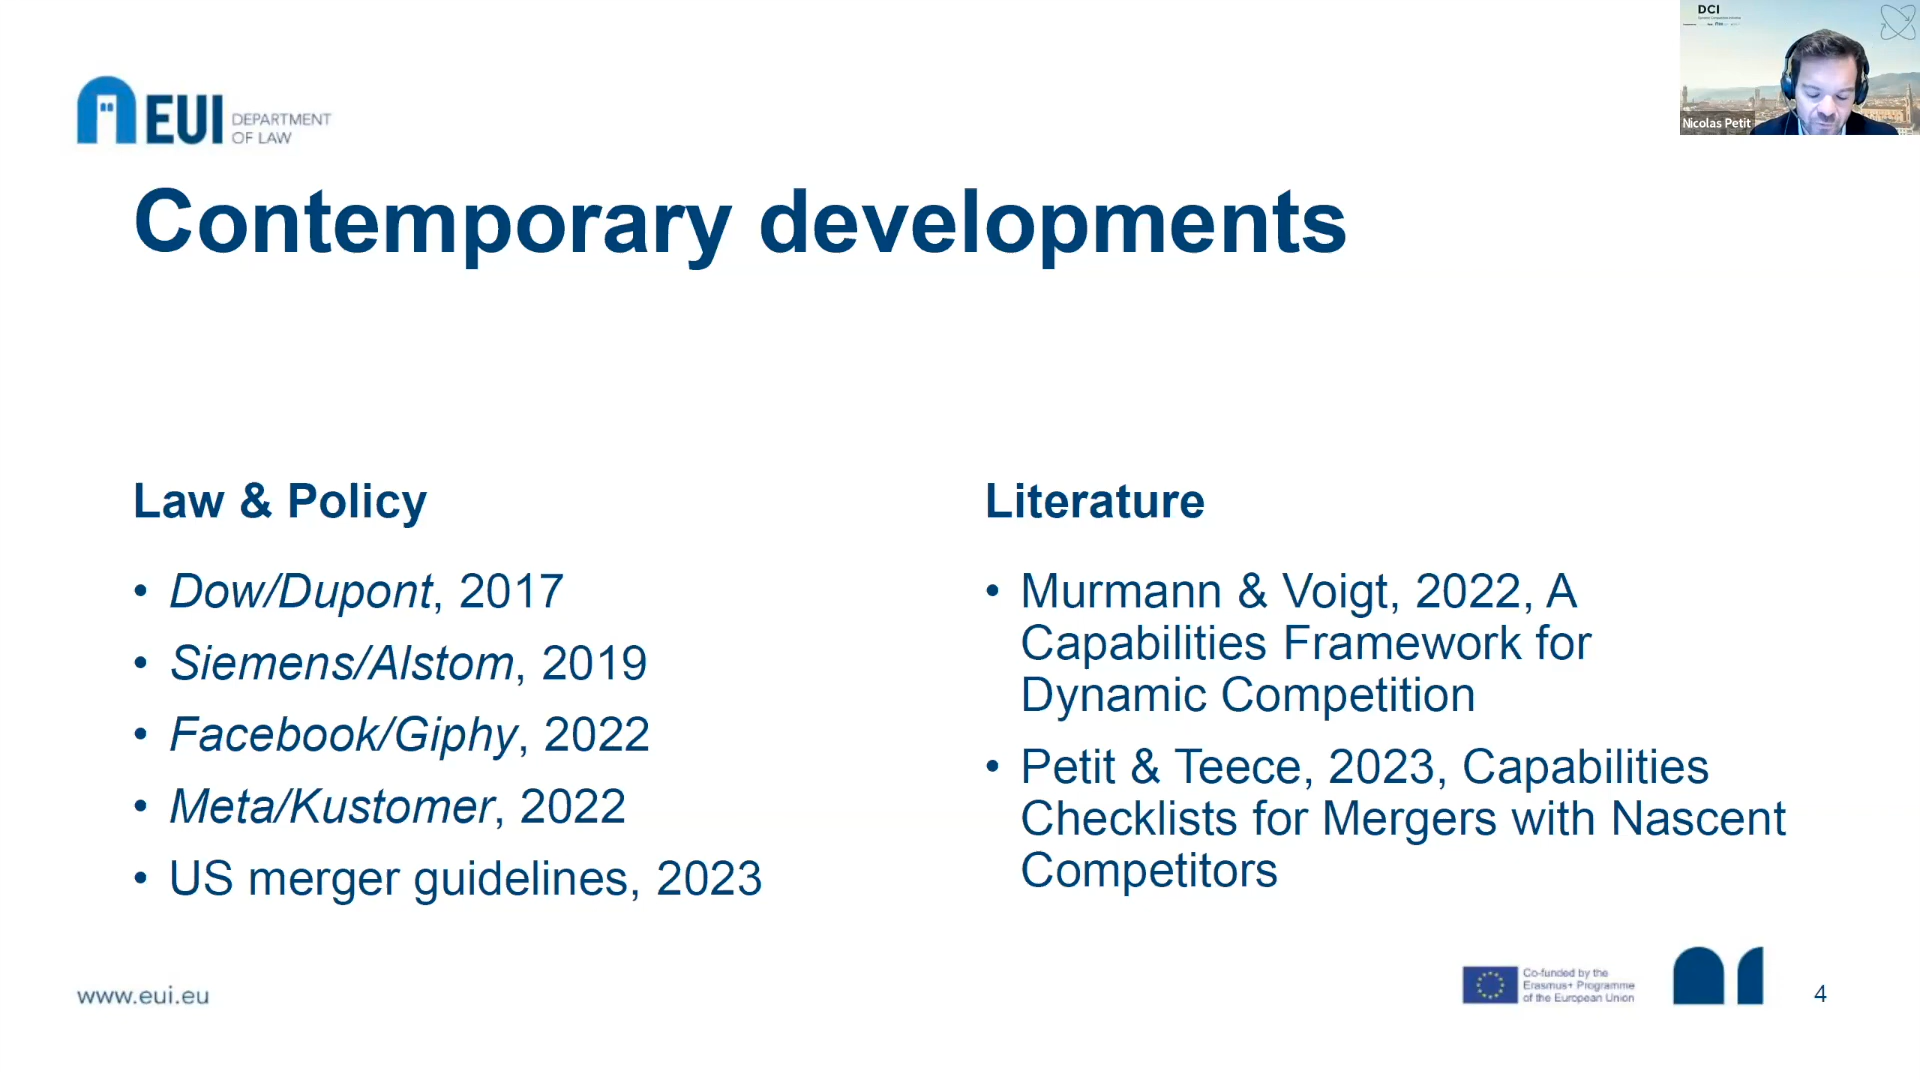 DCI
Nicolas Petit
EUI
DEPARTMENT
OF LAW
Contemporary developments
Law & Policy
• Dow/Dupont, 2017
• Siemens/Alstom, 2019
• Facebook/Giphy, 2022
• Meta/Kustomer, 2022
• US merger guidelines, 2023
Literature
• Murmann & Voigt, 2022, A
Capabilities Framework for
Dynamic Competition
• Petit & Teece, 2023, Capabilities
Checklists for Mergers with Nascent
Competitors
www.eui.eu
Co-funded by the
Erasmus+ Programme
of the European Union
4